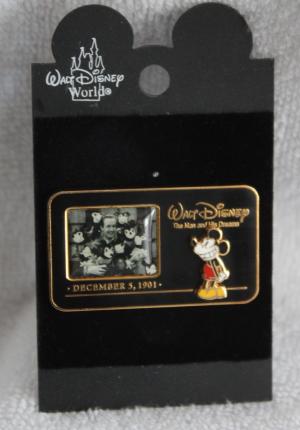 WALT DISNEY
World®
WALT DISNEY
The Man and His Dreams
• DECEMBER 5, 1901 •